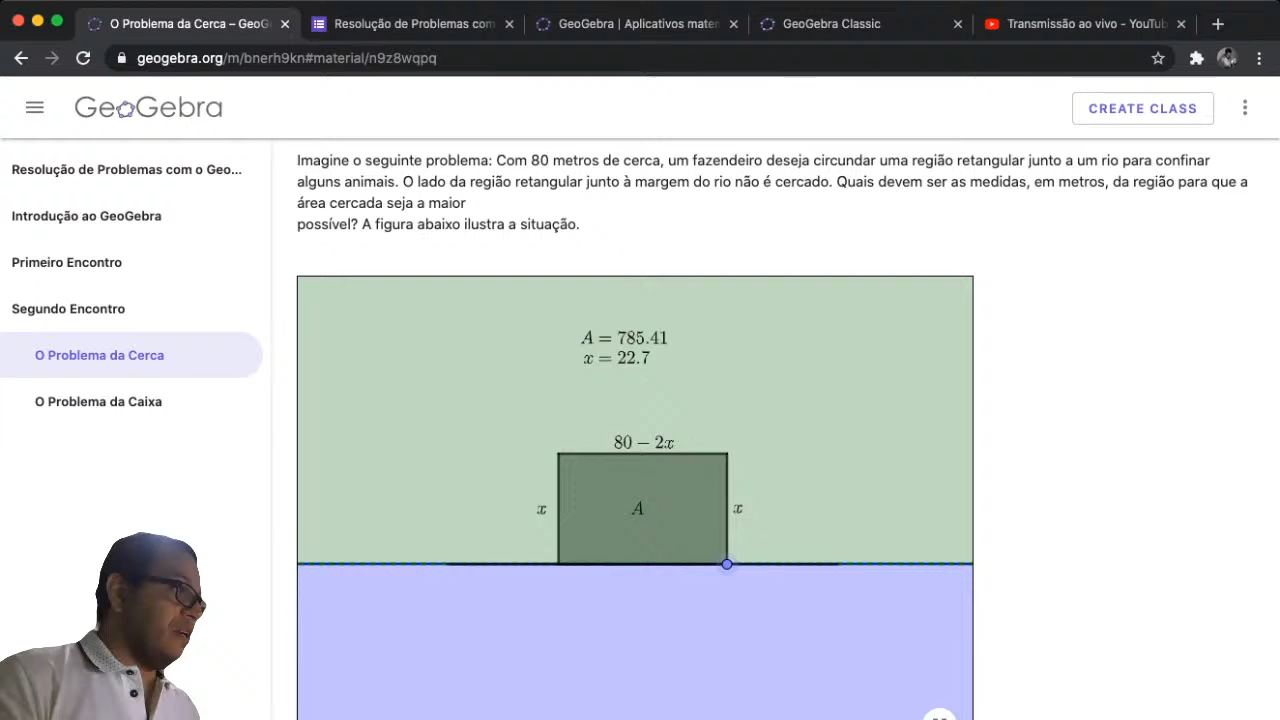 O Problema da Cerca – GeoG
Resolução de Problemas com
GeoGebra | Aplicativos mater
GeoGebra Classic
Transmissão ao vivo - YouTub
geogebra.org/m/bnerh9kn#material/n9z8wqpq
GeoGebra
CREATE CLASS
Resolução de Problemas com o Geo...
Introdução ao GeoGebra
Primeiro Encontro
Segundo Encontro
O Problema da Cerca
O Problema da Caixa
Imagine o seguinte problema: Com 80 metros de cerca, um fazendeiro deseja circundar uma região retangular junto a um rio para confinar
alguns animais. O lado da região retangular junto à margem do rio não é cercado. Quais devem ser as medidas, em metros, da região para que a
área cercada seja a maior
possível? A figura abaixo ilustra a situação.
A = 785.41
x = 22.7
80 − 2x
x
A
x